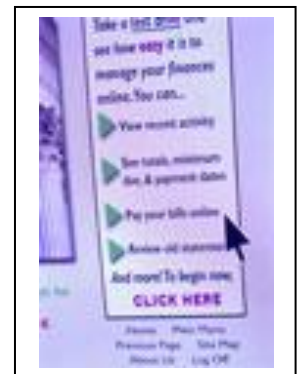 Take a test drive and
see how easy it is to
manage your finances
online. You can...
View recent activity
See totals, minimum
due, & payment dates
Pay your bills online
Review old statements
And more! To begin now,
CLICK HERE
Home Main Menu
Previous Page Site Map
About Us Log Off